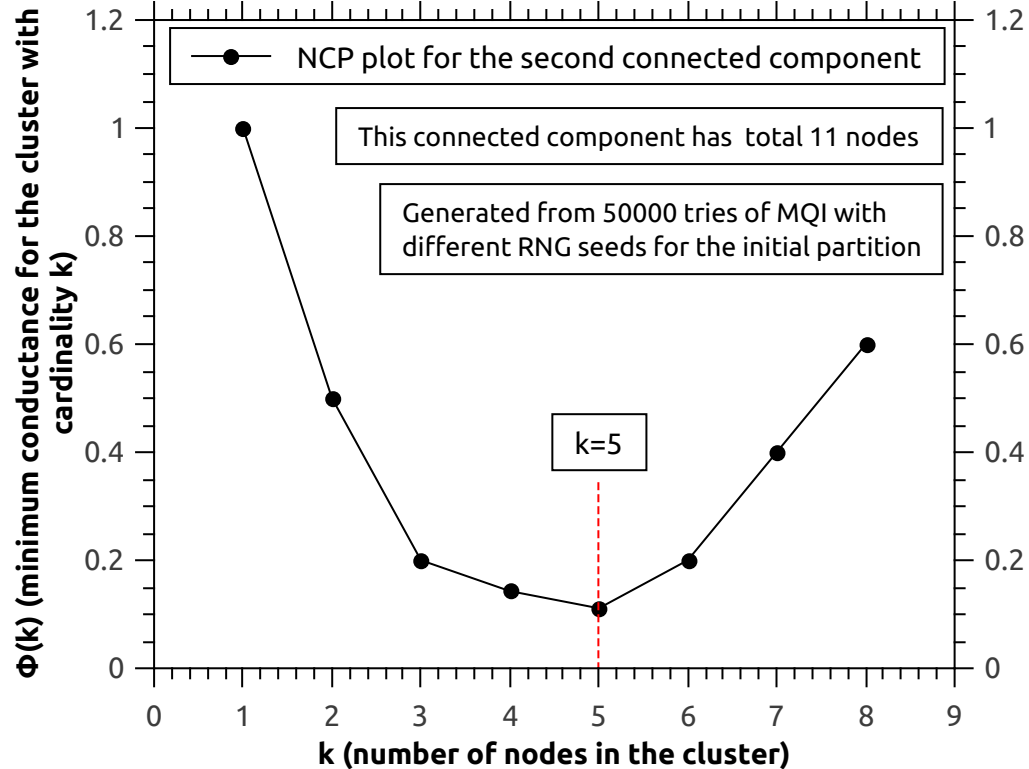 Φ(k) (minimum conductance for the cluster with
cardinality k)
1.2
1
0.8
0.6
0.4
0.2
0
NCP plot for the second connected component
This connected component has  total 11 nodes
Generated from 50000 tries of MQI with
different RNG seeds for the initial partition
k=5
1.2
1
0.8
0.6
0.4
0.2
0
0 1 2 3 4 5 6 7 8 9
k (number of nodes in the cluster)